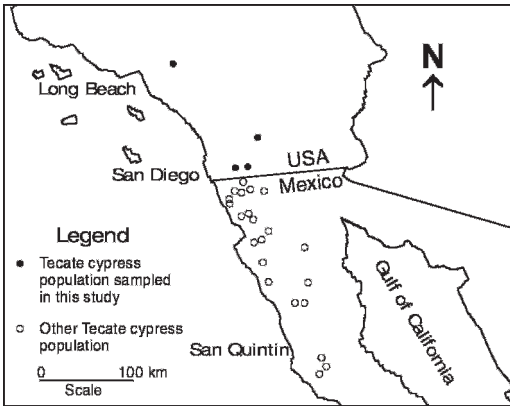 N
Long Beach
USA
San Diego
Mexico
Legend
Tecate cypress
population sampled
in this study
Gulf of California
Other Tecate cypress
population
San Quintin
0 100 km
Scale